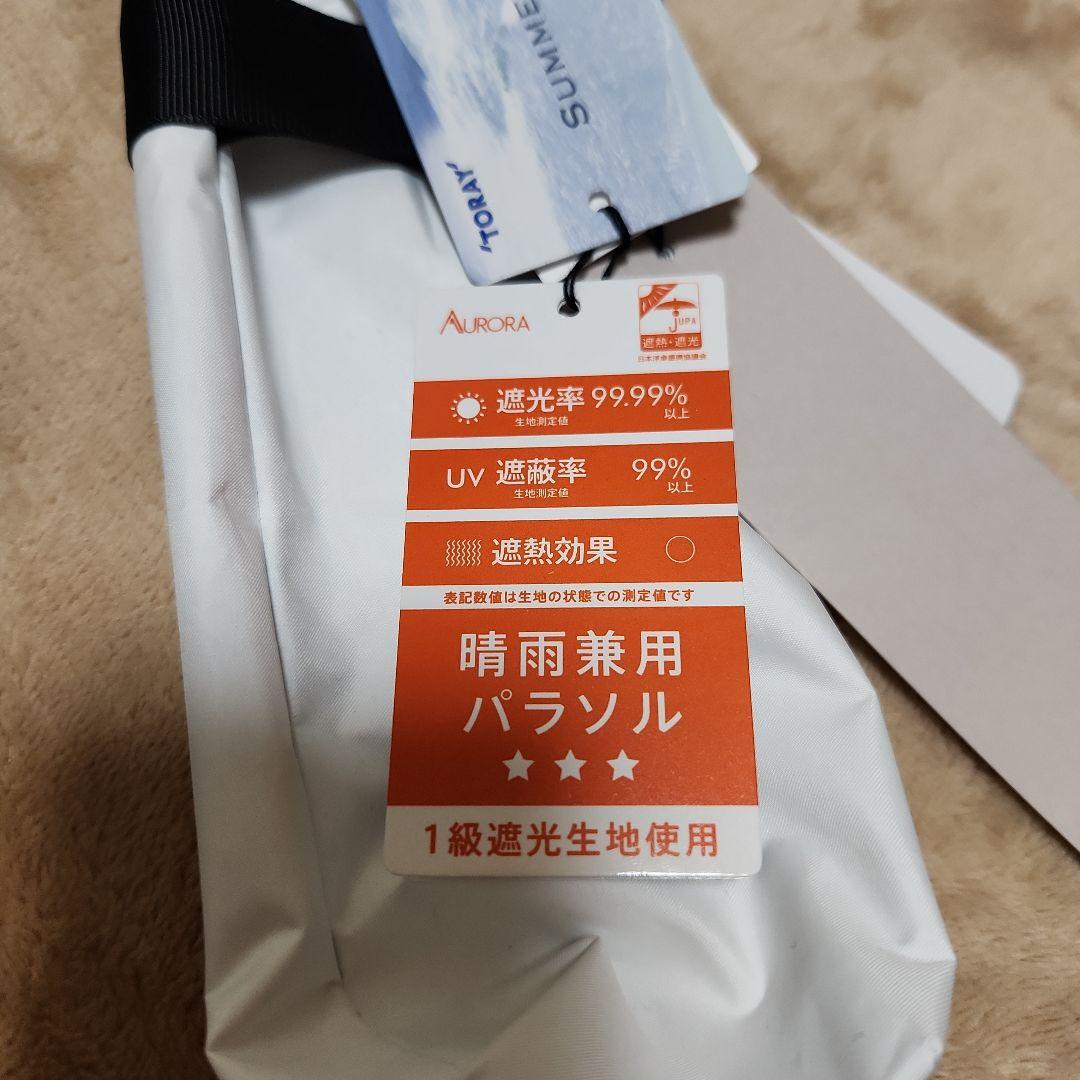 SUMME
TORAY
AURORA
JUPA
遮熱・遮光
日本洋傘振興協議会
遮光率 99.99%
生地測定値 以上
UV 遮蔽率 99%
生地測定値 以上
遮熱効果 ○
表記数値は生地の状態での測定値です
晴雨兼用
パラソル
★★★
1級遮光生地使用